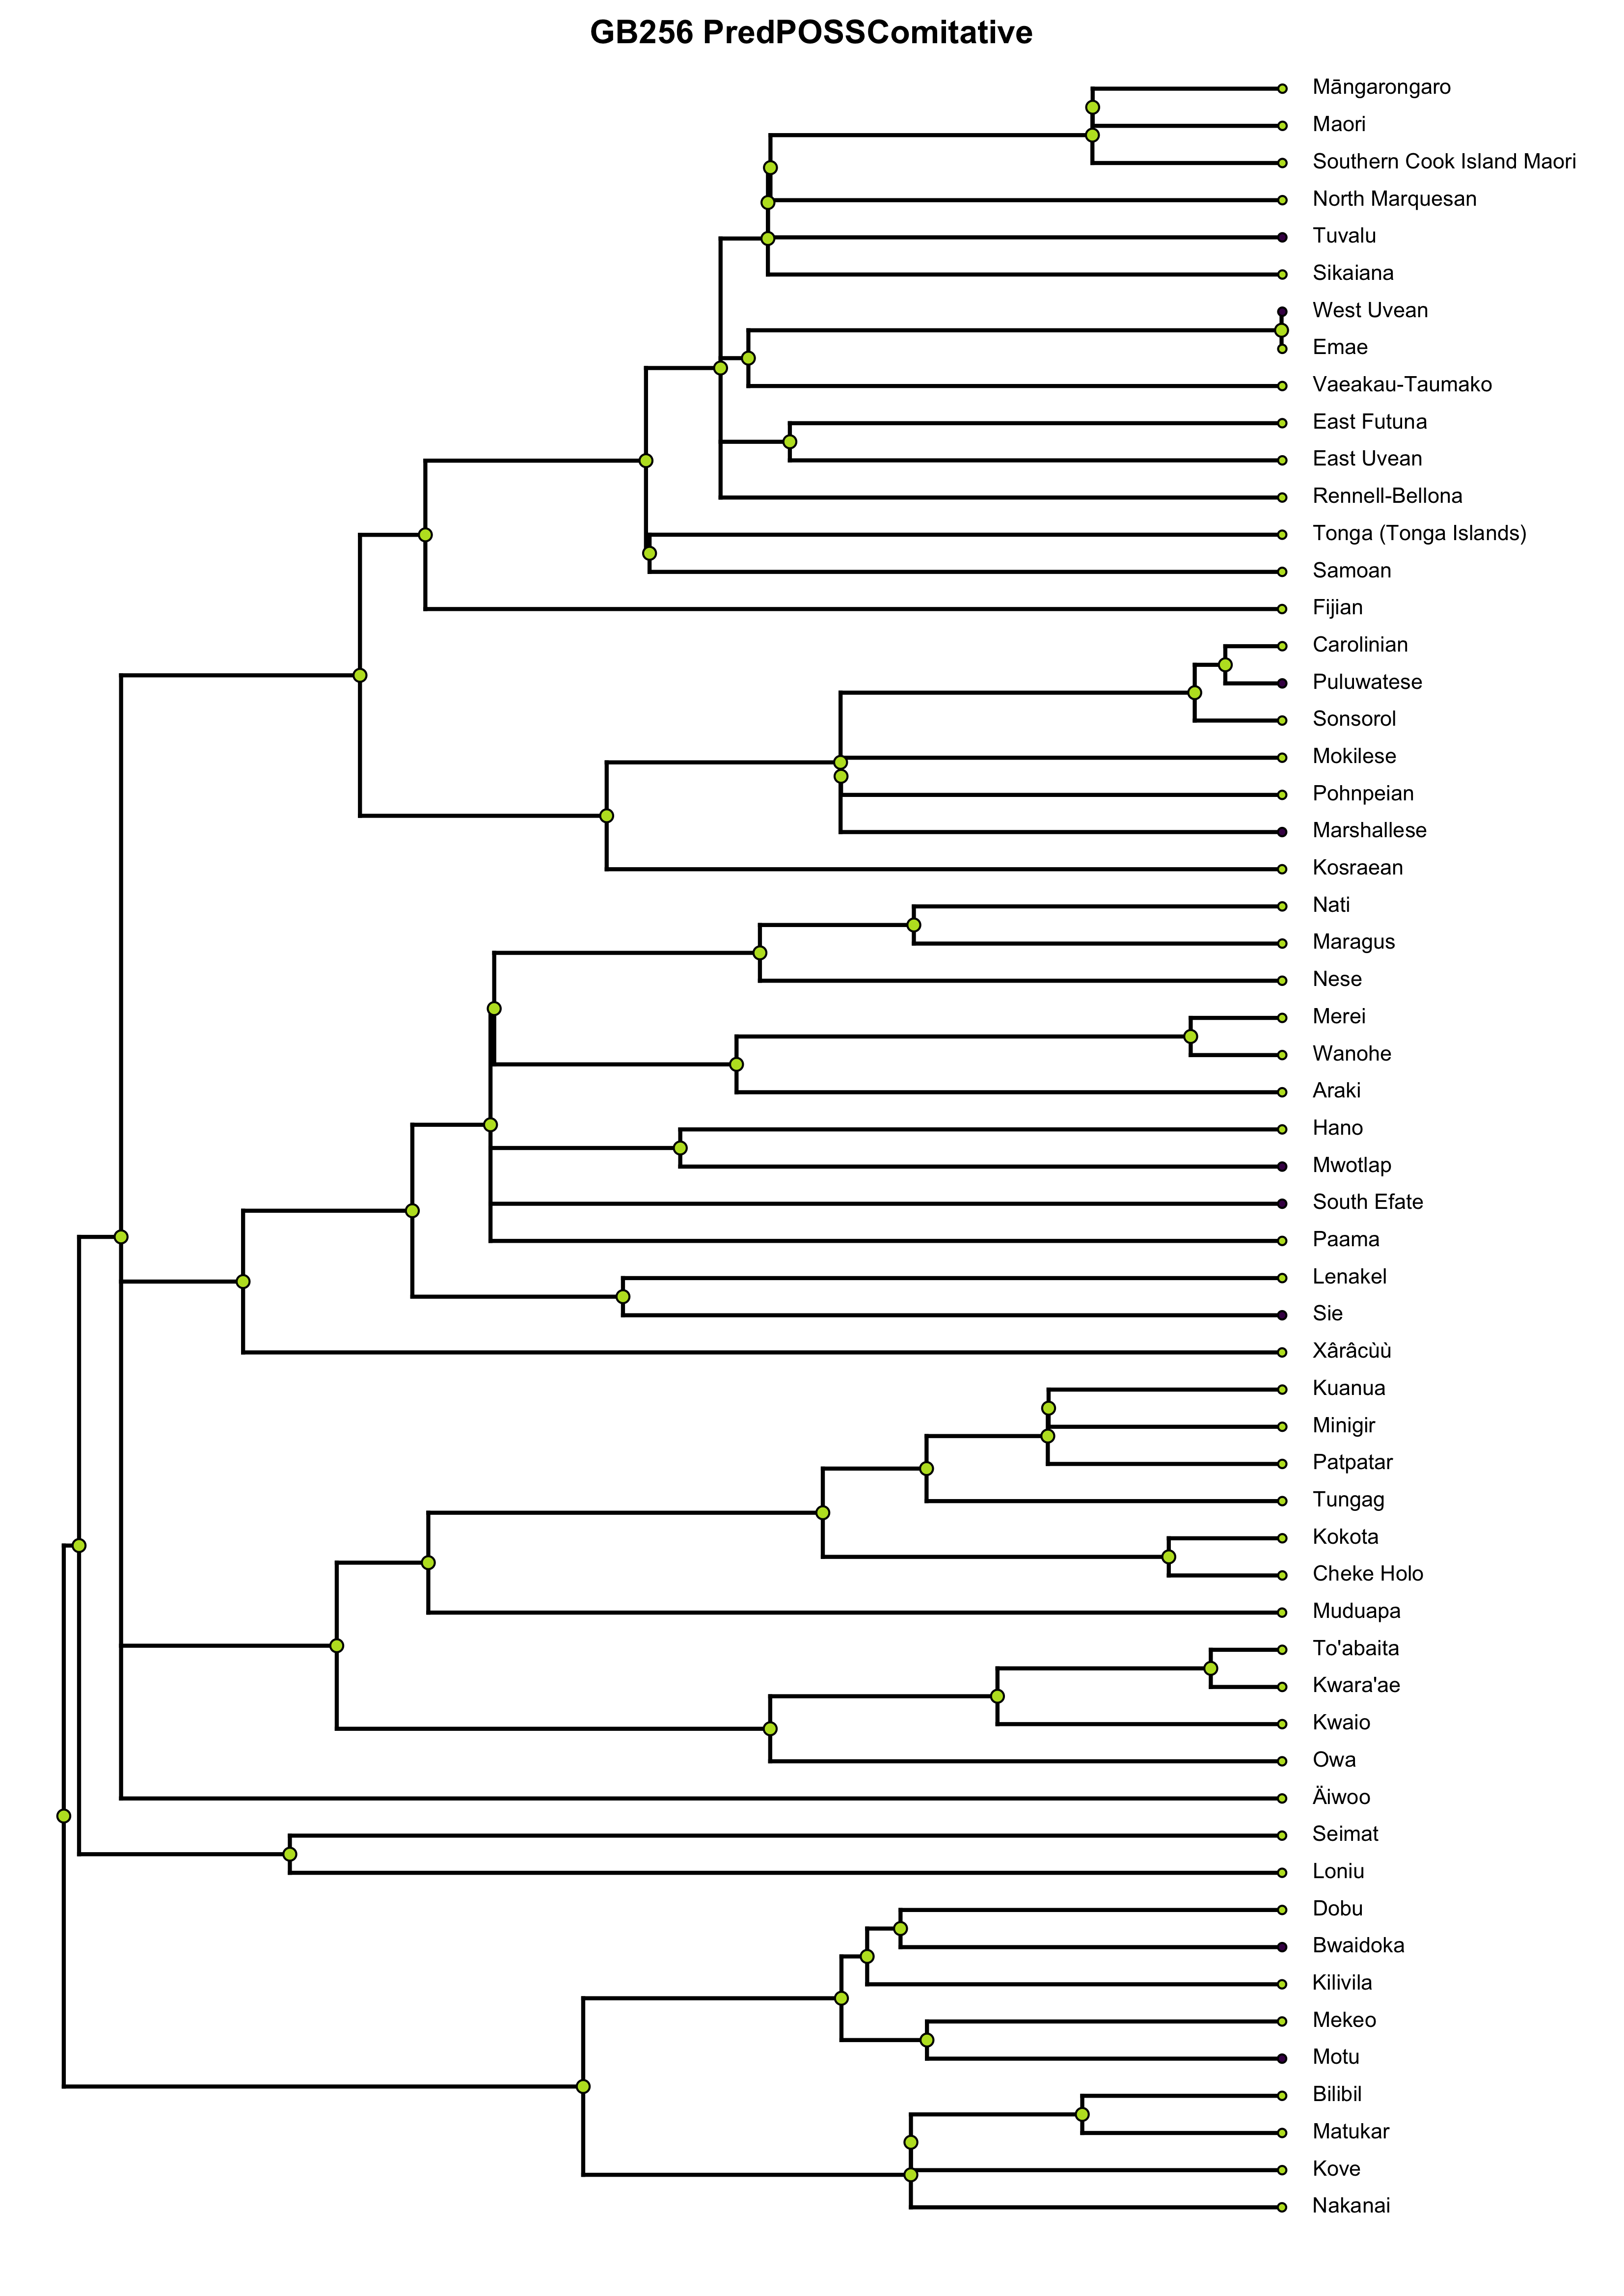 GB256 PredPOSSComitative
Māngarongaro
Maori
Southern Cook Island Maori
North Marquesan
Tuvalu
Sikaiana
West Uvean
Emae
Vaeakau-Taumako
East Futuna
East Uvean
Rennell-Bellona
Tonga (Tonga Islands)
Samoan
Fijian
Carolinian
Puluwatese
Sonsorol
Mokilese
Pohnpeian
Marshallese
Kosraean
Nati
Maragus
Nese
Merei
Wanohe
Araki
Hano
Mwotlap
South Efate
Paama
Lenakel
Sie
Xârâcùù
Kuanua
Minigir
Patpatar
Tungag
Kokota
Cheke Holo
Muduapa
To'abaita
Kwara'ae
Kwaio
Owa
Äiwoo
Seimat
Loniu
Dobu
Bwaidoka
Kilivila
Mekeo
Motu
Bilibil
Matukar
Kove
Nakanai